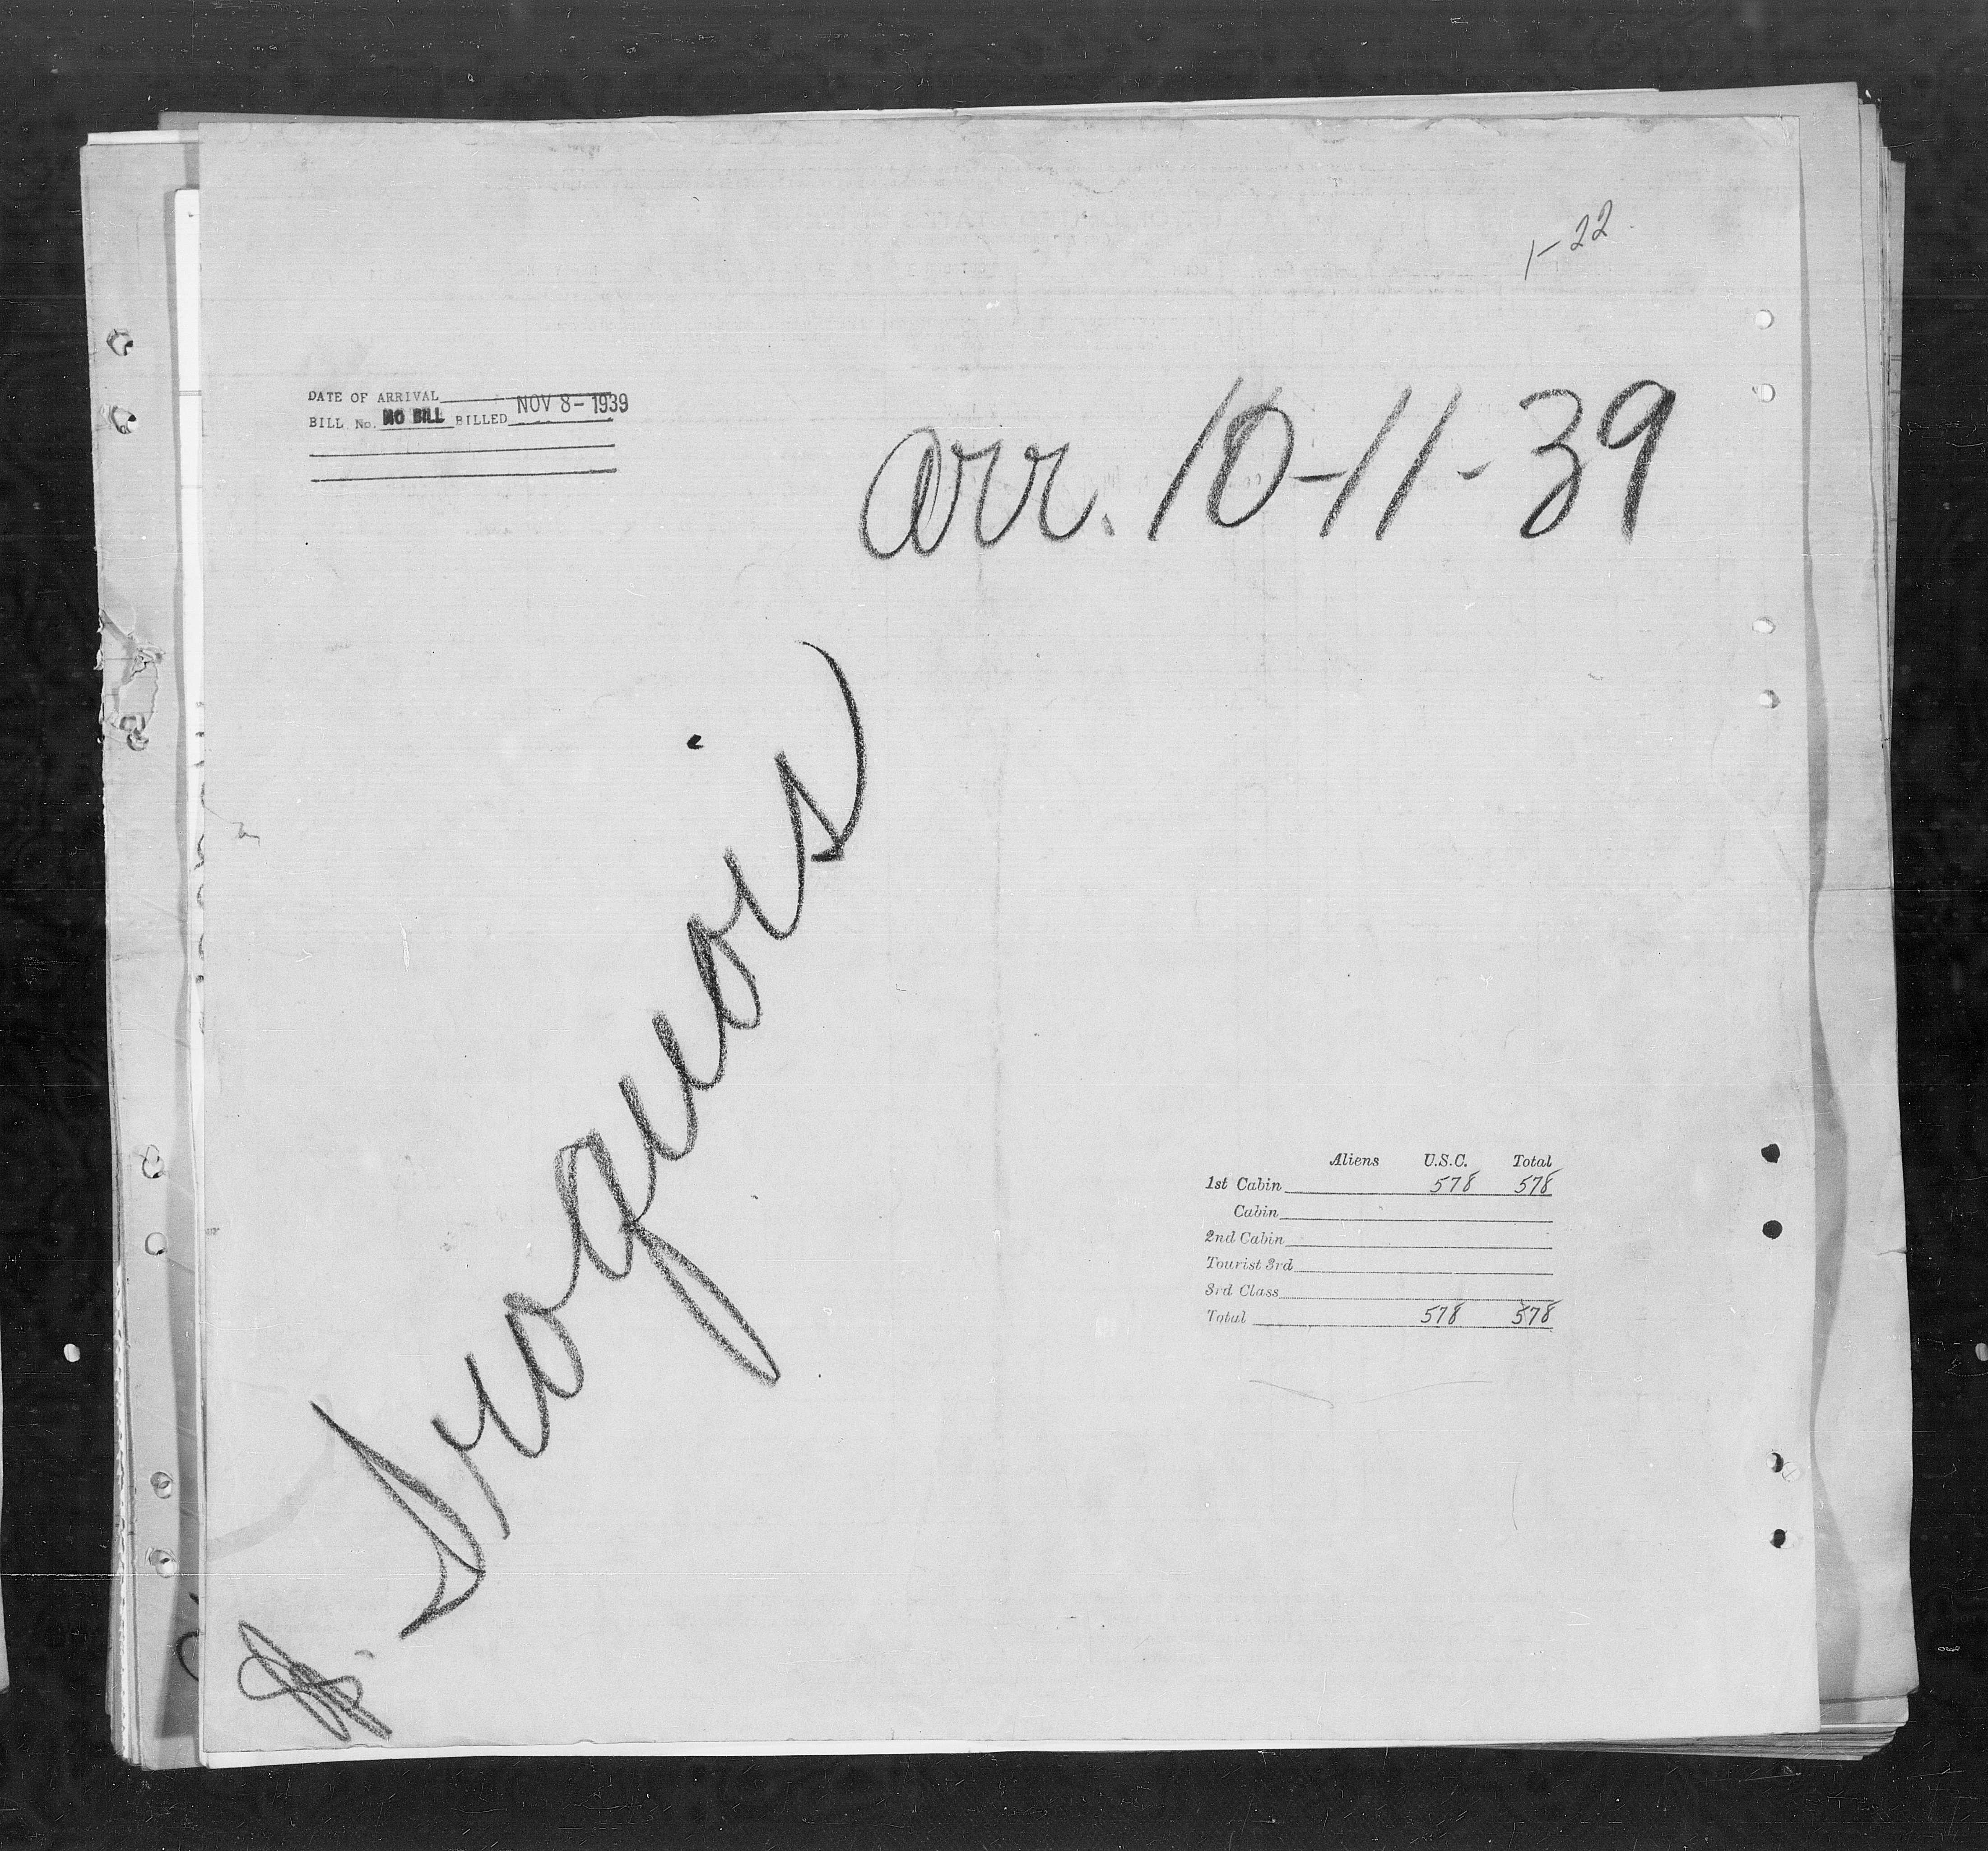 1-22.
DATE OF ARRIVAL
BILL No. NO BILL BILLED NOV 8 - 1939
arr. 10-11-39
Iroquois
Aliens U.S.C. Total
1st Cabin 578 578
Cabin
2nd Cabin
Tourist 3rd
3rd Class
Total 578 578